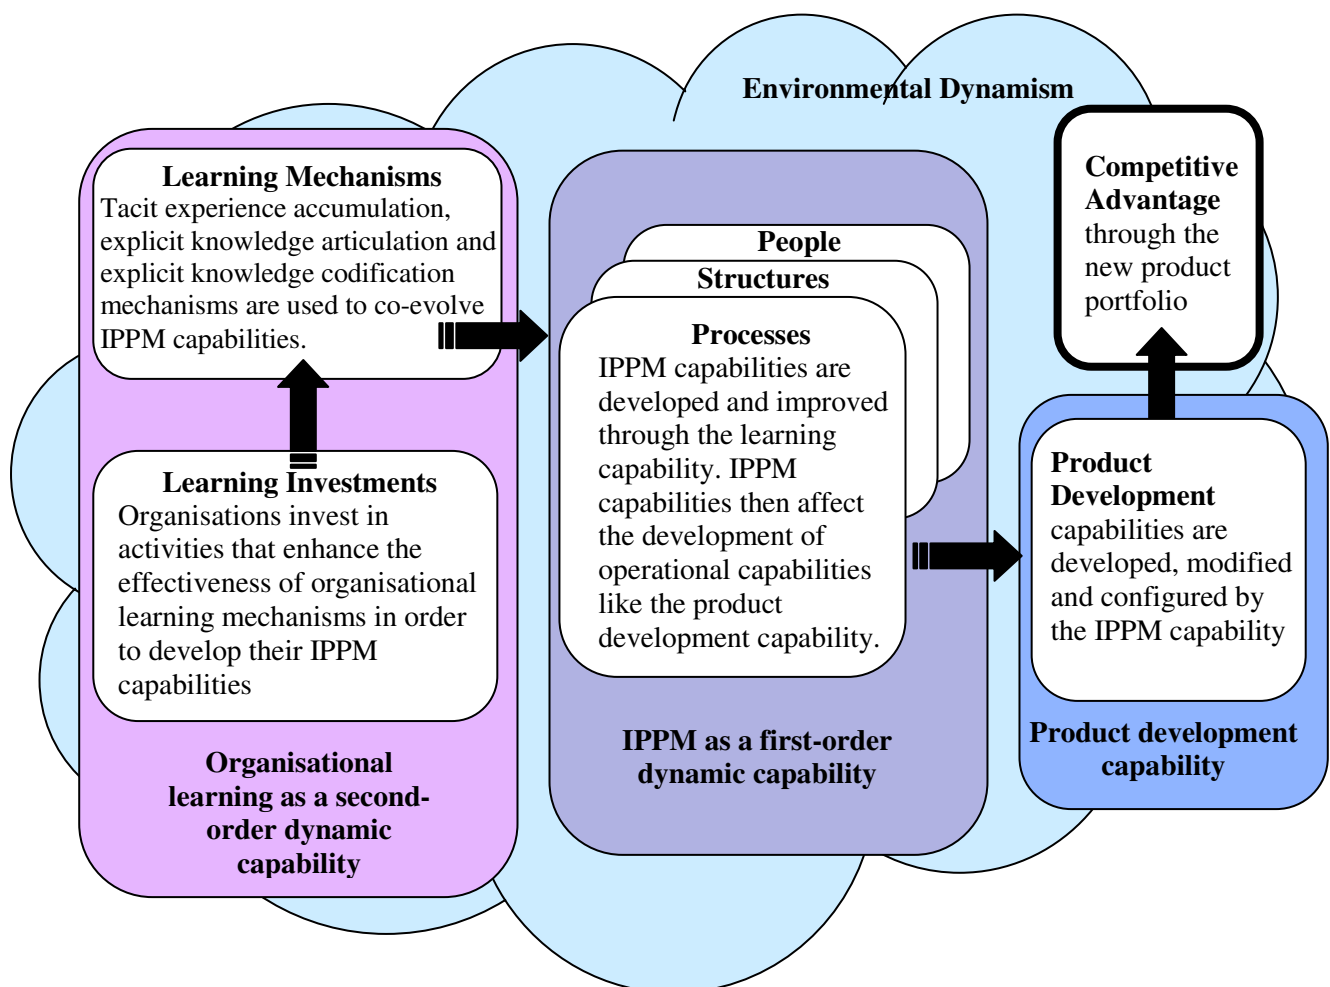 Environmental Dynamism
Learning Mechanisms
Tacit experience accumulation,
explicit knowledge articulation and
explicit knowledge codification
mechanisms are used to co-evolve
IPPM capabilities.
Learning Investments
Organisations invest in
activities that enhance the
effectiveness of organisational
learning mechanisms in order
to develop their IPPM
capabilities
Organisational
learning as a second-
order dynamic
capability
People
Structures
Processes
IPPM capabilities are
developed and improved
through the learning
capability. IPPM
capabilities then affect
the development of
operational capabilities
like the product
development capability.
IPPM as a first-order
dynamic capability
Competitive
Advantage
through the
new product
portfolio
Product
Development
capabilities are
developed, modified
and configured by
the IPPM capability
Product development
capability